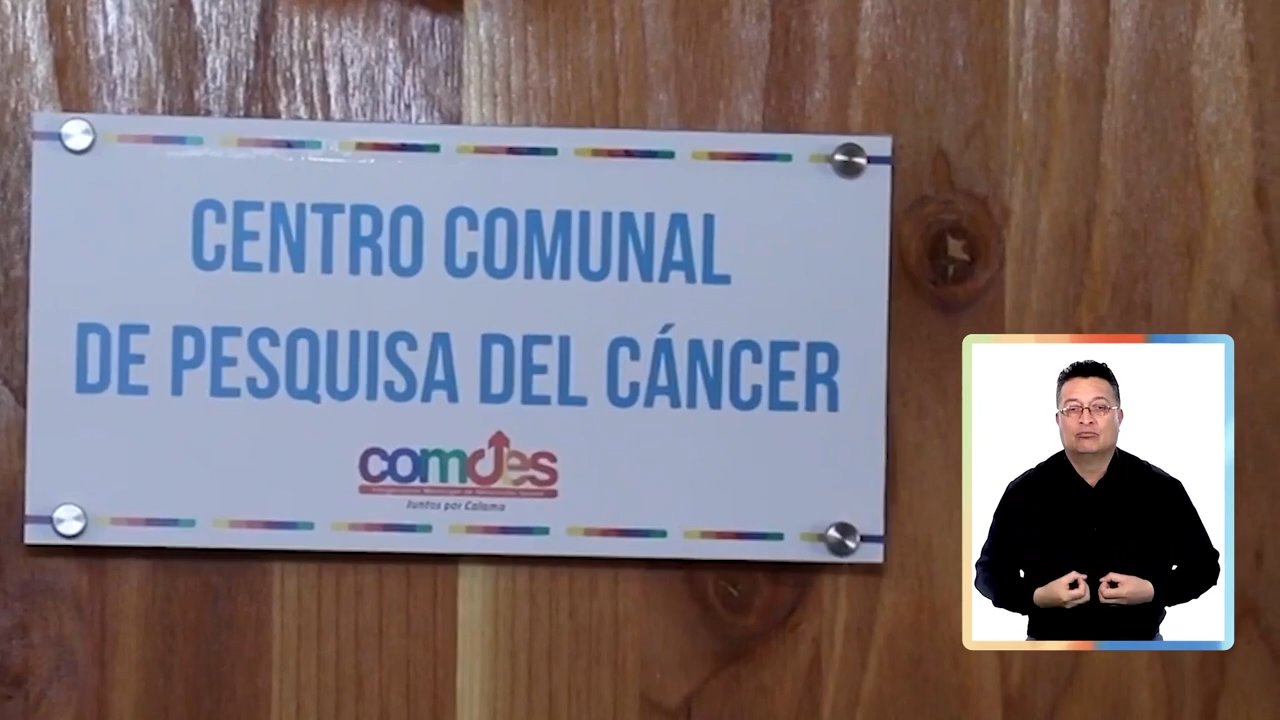 CENTRO COMUNAL
DE PESQUISA DEL CÁNCER
comdes
Juntos por Calama